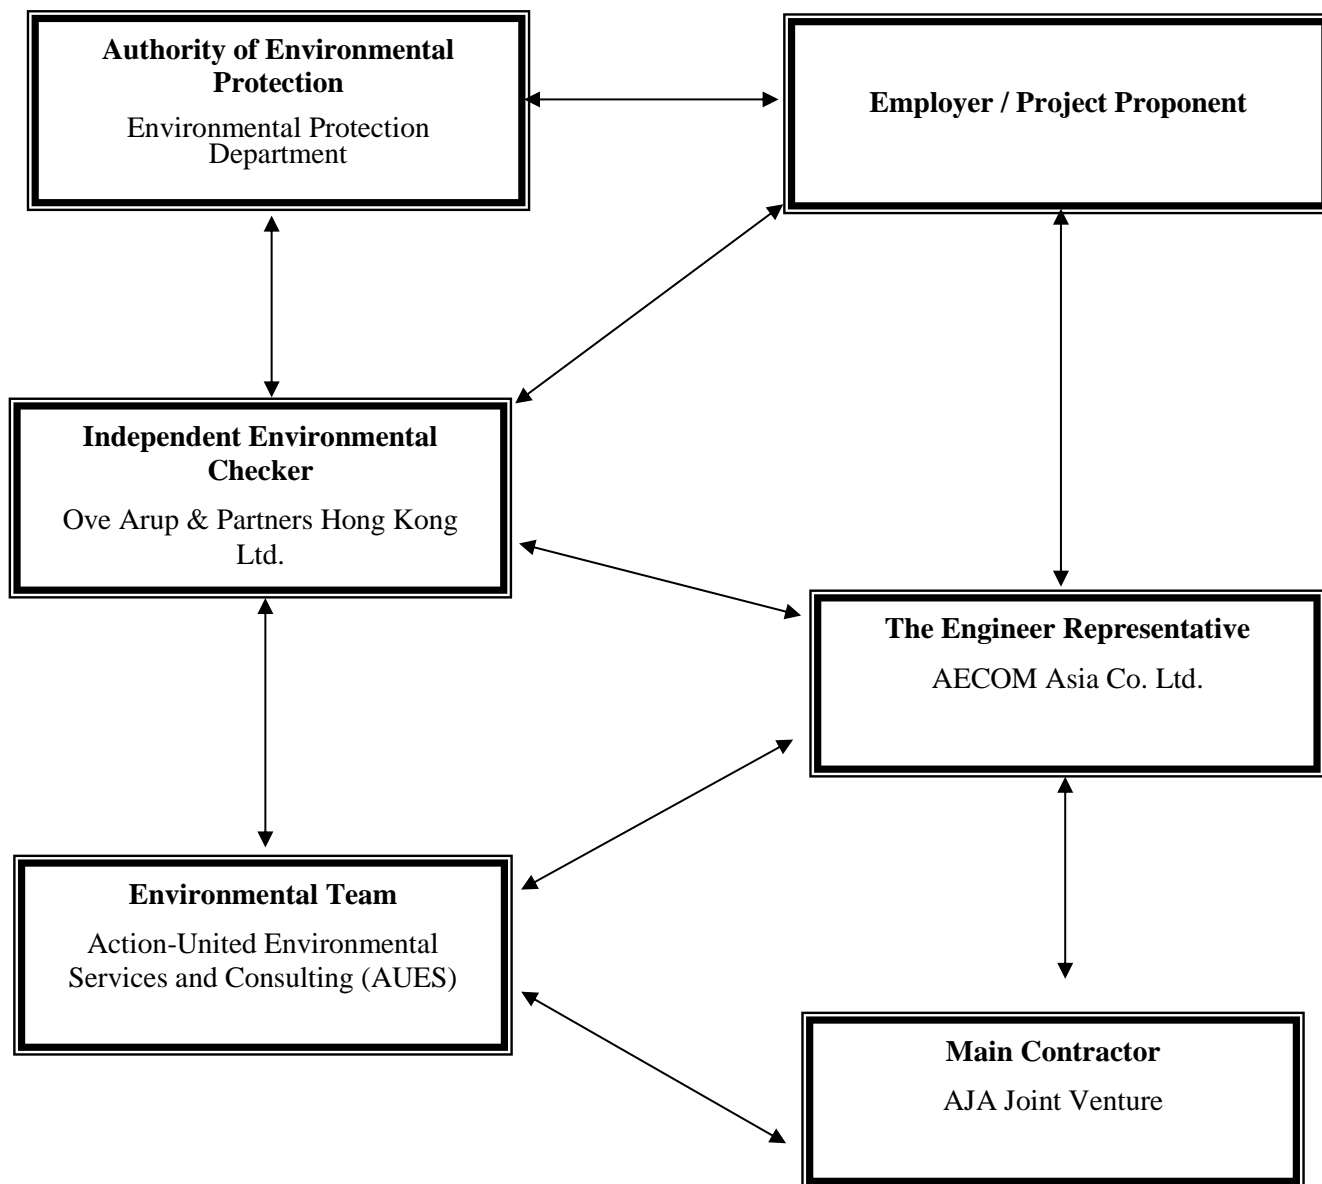 Authority of Environmental
Protection
Environmental Protection
Department
Employer / Project Proponent
Independent Environmental
Checker
Ove Arup & Partners Hong Kong
Ltd.
The Engineer Representative
AECOM Asia Co. Ltd.
Environmental Team
Action-United Environmental
Services and Consulting (AUES)
Main Contractor
AJA Joint Venture